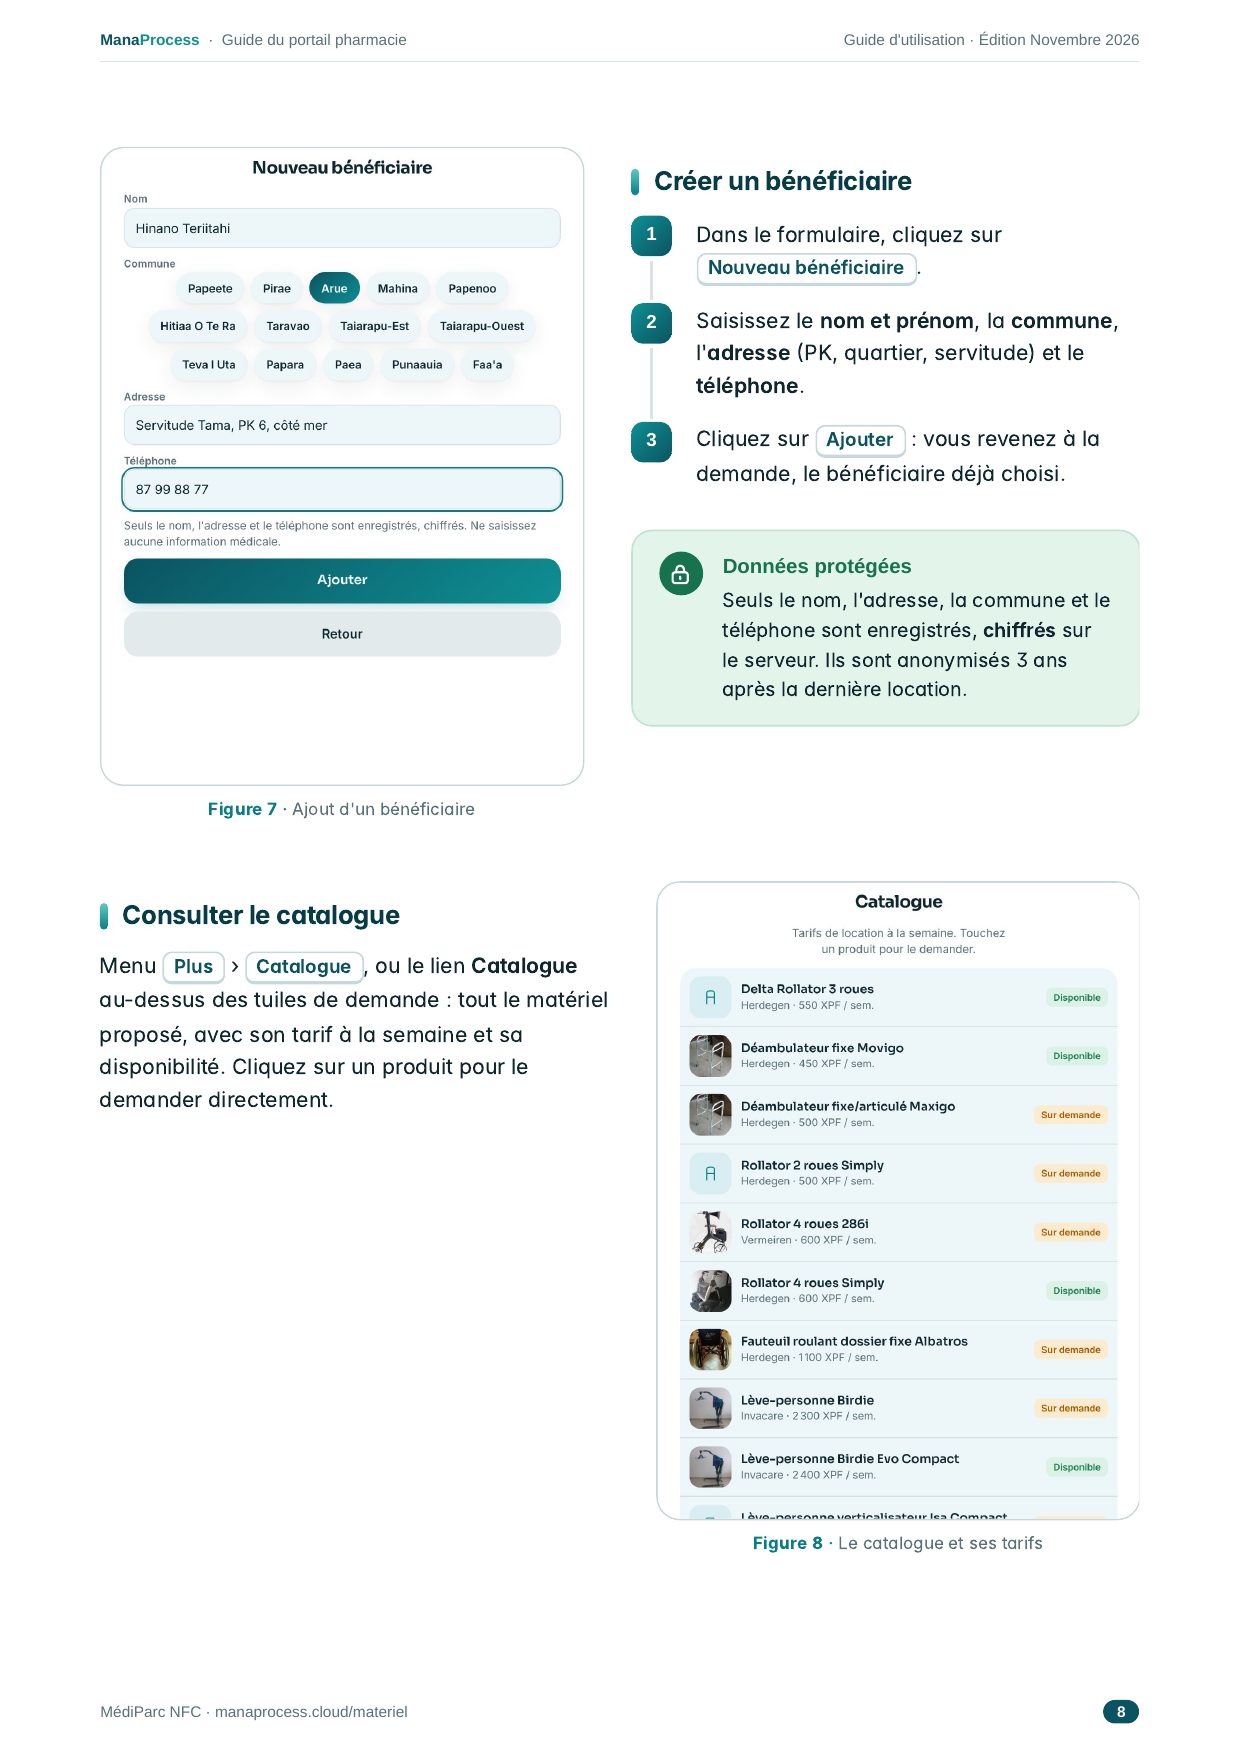 ManaProcess · Guide du portail pharmacie
Guide d'utilisation · Édition Novembre 2026
Nouveau bénéficiaire
Nom
Hinano Teriitahi
Commune
Papeete Pirae Arue Mahina Papenoo
Hitiaa O Te Ra Taravao Taiarapu-Est Taiarapu-Ouest
Teva I Uta Papara Paea Punaauia Faa'a
Adresse
Servitude Tama, PK 6, côté mer
Téléphone
87 99 88 77
Seuls le nom, l'adresse et le téléphone sont enregistrés, chiffrés. Ne saisissez
aucune information médicale.
Ajouter
Retour
Figure 7 · Ajout d'un bénéficiaire
Créer un bénéficiaire
1 Dans le formulaire, cliquez sur
Nouveau bénéficiaire .
2 Saisissez le nom et prénom, la commune,
l'adresse (PK, quartier, servitude) et le
téléphone.
3 Cliquez sur Ajouter : vous revenez à la
demande, le bénéficiaire déjà choisi.
Données protégées
Seuls le nom, l'adresse, la commune et le
téléphone sont enregistrés, chiffrés sur
le serveur. Ils sont anonymisés 3 ans
après la dernière location.
Consulter le catalogue
Menu Plus › Catalogue , ou le lien Catalogue
au-dessus des tuiles de demande : tout le matériel
proposé, avec son tarif à la semaine et sa
disponibilité. Cliquez sur un produit pour le
demander directement.
Catalogue
Tarifs de location à la semaine. Touchez
un produit pour le demander.
Delta Rollator 3 roues
Herdegen · 550 XPF / sem.
Disponible
Déambulateur fixe Movigo
Herdegen · 450 XPF / sem.
Disponible
Déambulateur fixe/articulé Maxigo
Herdegen · 500 XPF / sem.
Sur demande
Rollator 2 roues Simply
Herdegen · 500 XPF / sem.
Sur demande
Rollator 4 roues 286i
Vermeiren · 600 XPF / sem.
Sur demande
Rollator 4 roues Simply
Herdegen · 600 XPF / sem.
Disponible
Fauteuil roulant dossier fixe Albatros
Herdegen · 1 100 XPF / sem.
Sur demande
Lève-personne Birdie
Invacare · 2 300 XPF / sem.
Sur demande
Lève-personne Birdie Evo Compact
Invacare · 2 400 XPF / sem.
Disponible
Lève-personne verticalisateur Isa Compact
Figure 8 · Le catalogue et ses tarifs
MédiParc NFC · manaprocess.cloud/materiel
8